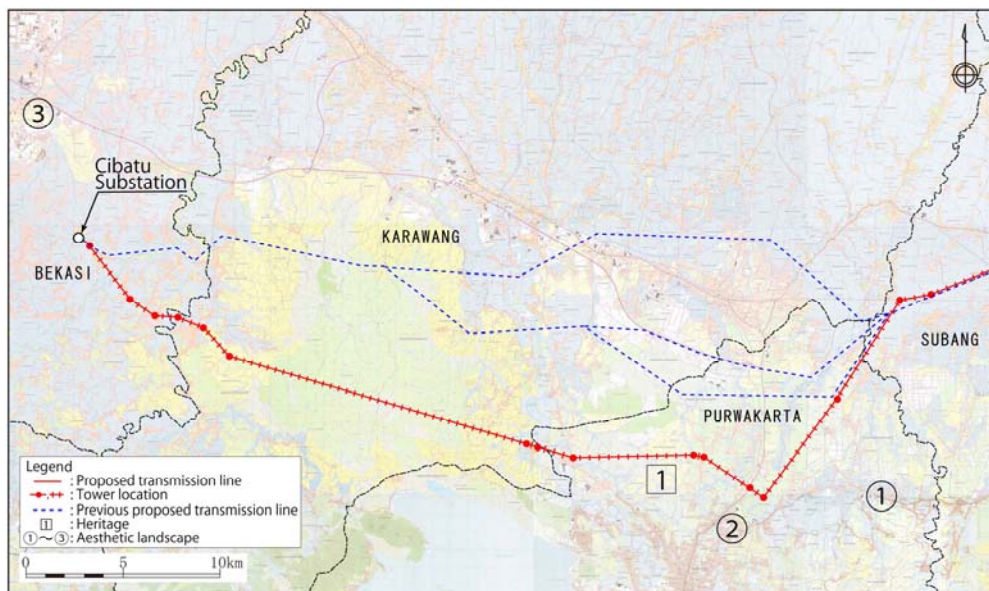 ③
Cibatu
Substation
KARAWANG
BEKASI
SUBANG
PURWAKARTA
1
①
②
Legend
: Proposed transmission line
: Tower location
: Previous proposed transmission line
1 : Heritage
①～③ : Aesthetic landscape
0 5 10km